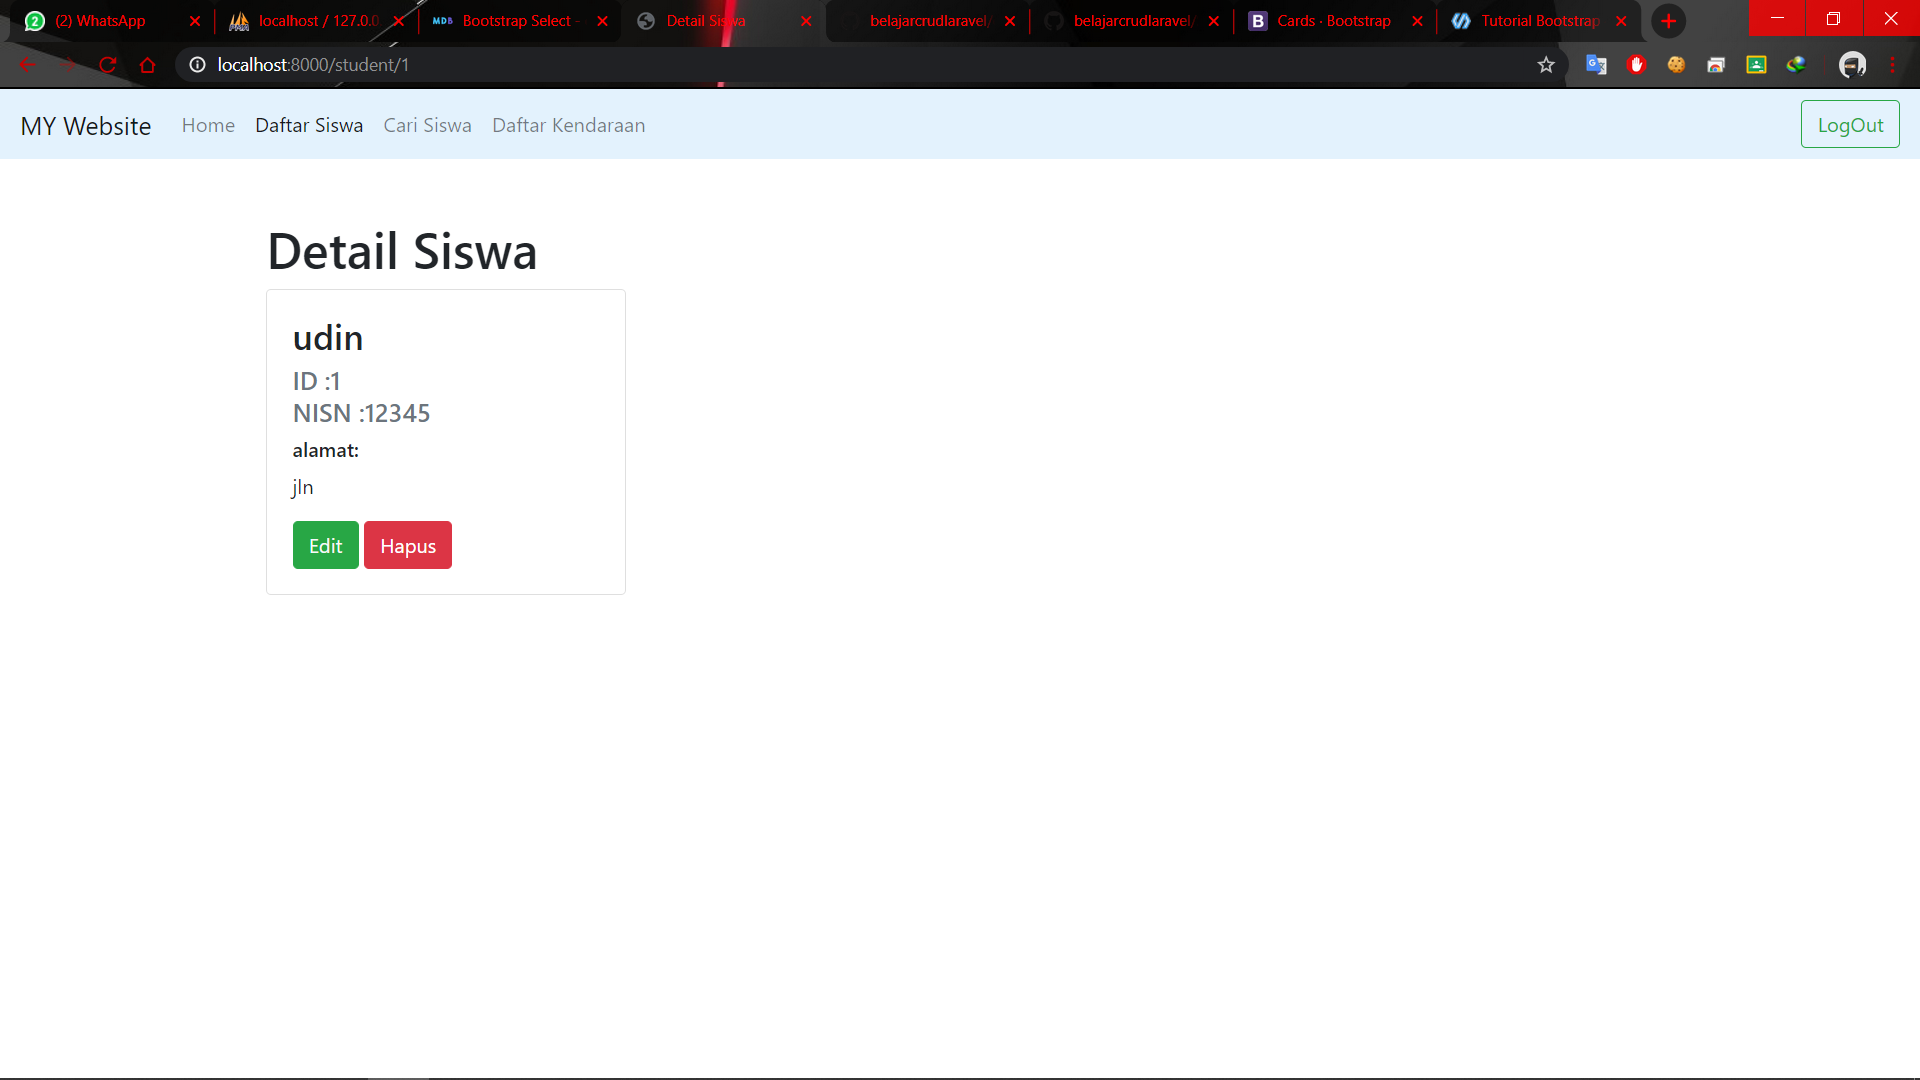 (2) WhatsApp
localhost / 127.0.0
MDB Bootstrap Select -
Detail Siswa
belajarcrudlaravel/
belajarcrudlaravel/
B Cards · Bootstrap
Tutorial Bootstrap
localhost:8000/student/1
MY Website Home Daftar Siswa Cari Siswa Daftar Kendaraan LogOut
Detail Siswa
udin
ID :1
NISN :12345
alamat:
jln
Edit Hapus